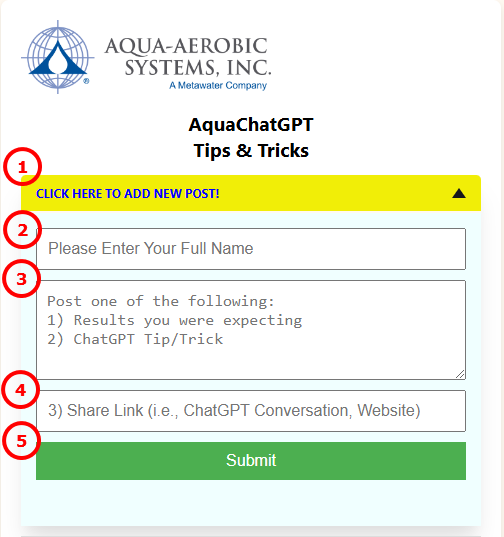 AQUA-AEROBIC
SYSTEMS, INC.
®
A Metawater Company
AquaChatGPT
Tips & Tricks
1
CLICK HERE TO ADD NEW POST!
2
Please Enter Your Full Name
3
Post one of the following:
1) Results you were expecting
2) ChatGPT Tip/Trick
4
3) Share Link (i.e., ChatGPT Conversation, Website)
5
Submit